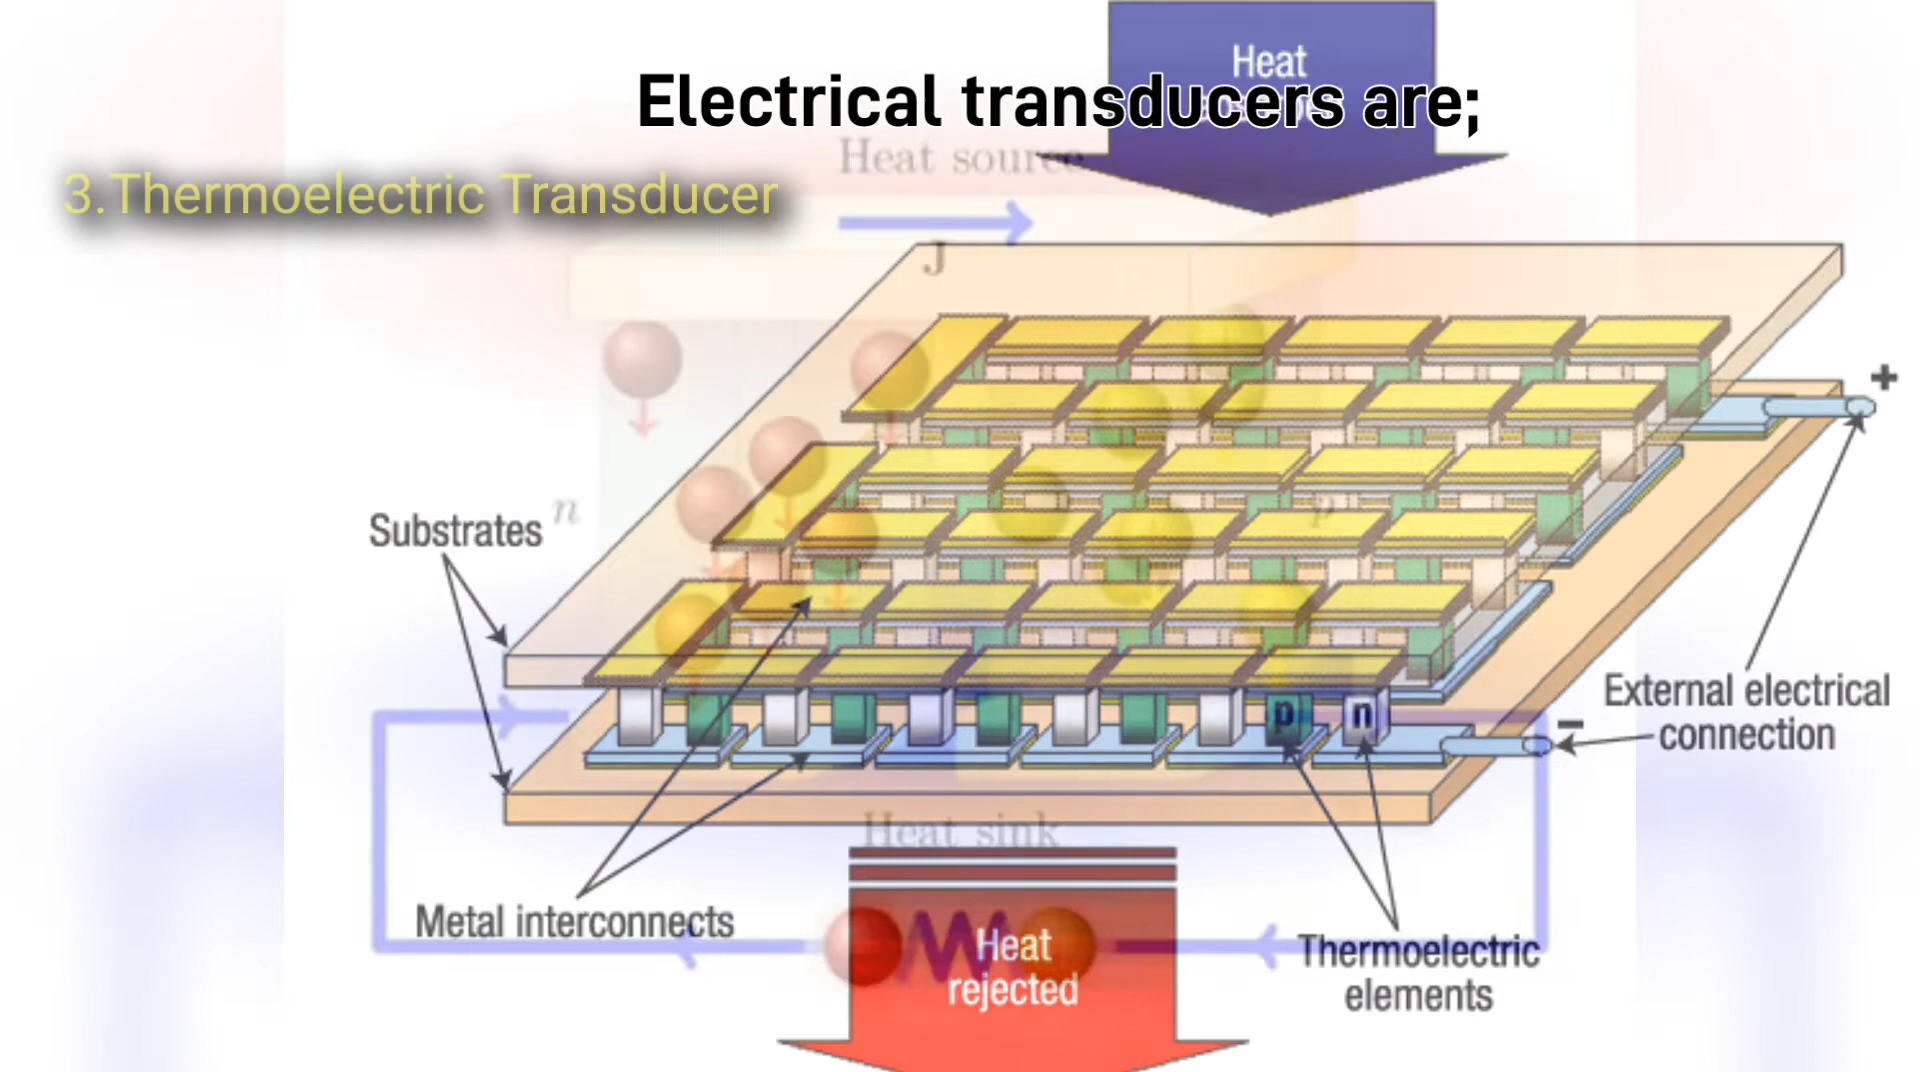 Heat
Electrical transducers are;
Heat source
3.Thermoelectric Transducer
J
+
n
p
Substrates
External electrical
connection
p
n
−
Heat sink
Metal interconnects
Heat
rejected
Thermoelectric
elements